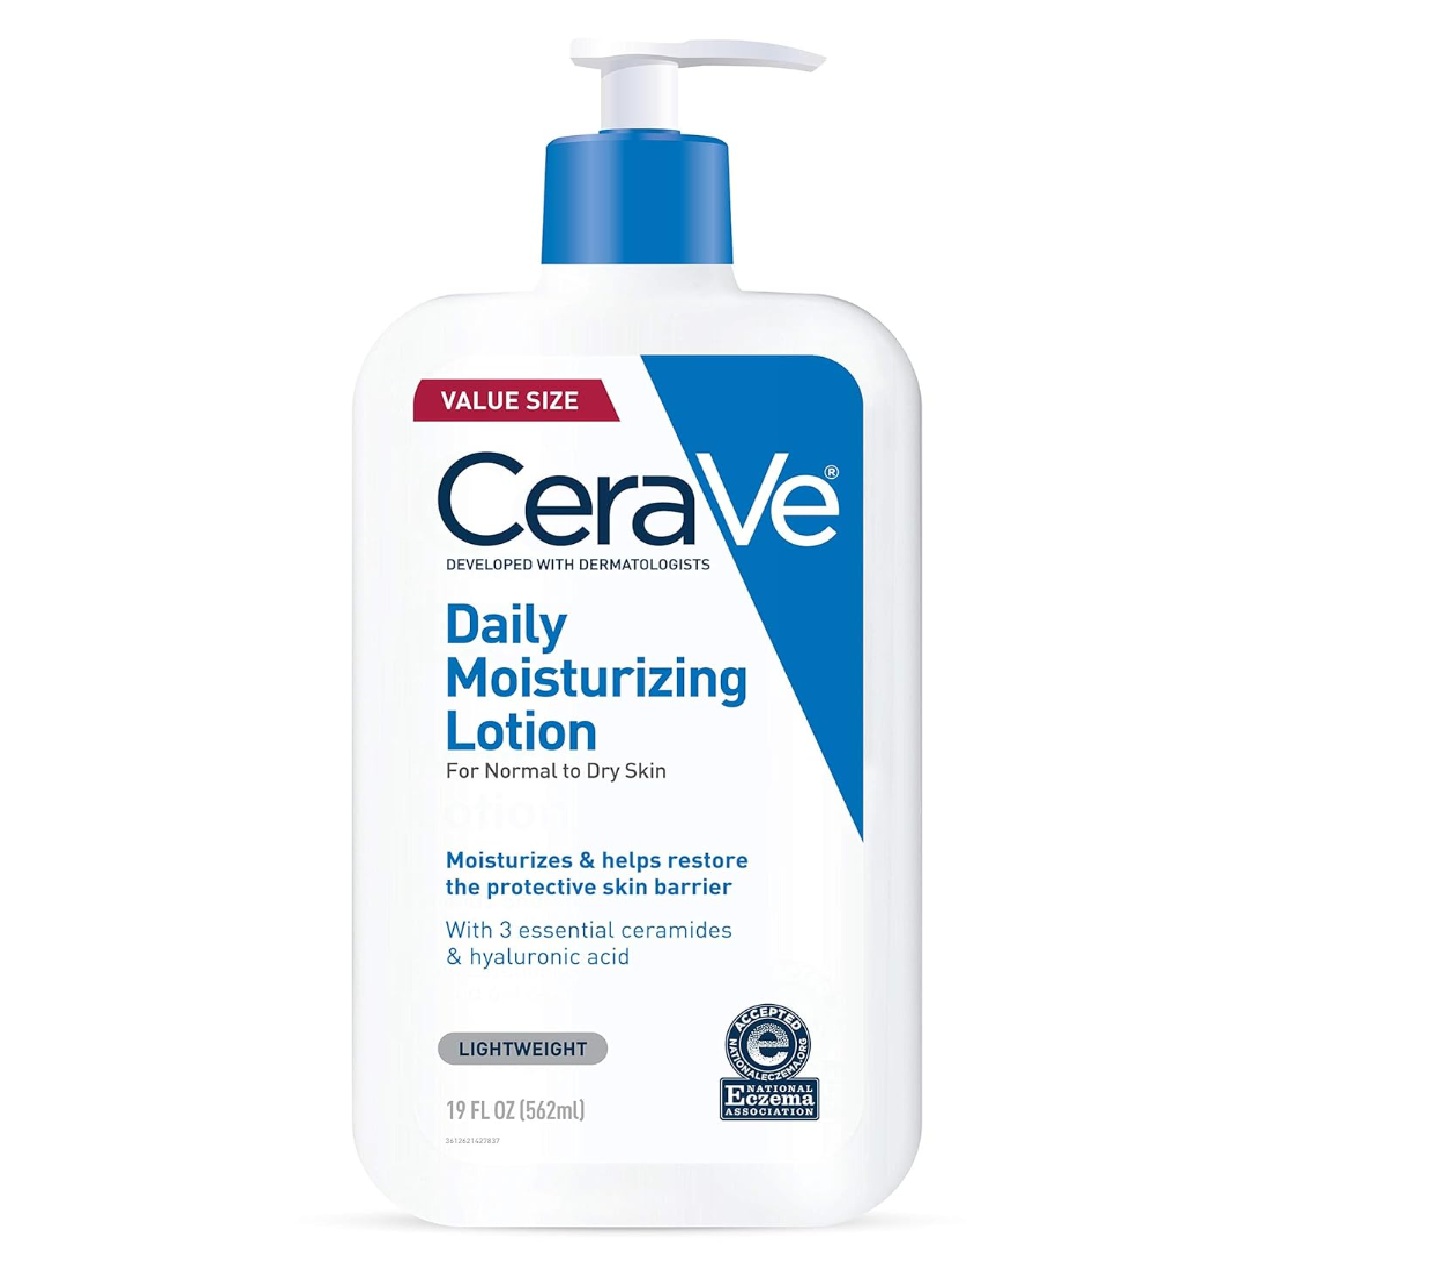 VALUE SIZE
CeraVe®
DEVELOPED WITH DERMATOLOGISTS
Daily
Moisturizing
Lotion
For Normal to Dry Skin
Moisturizes & helps restore
the protective skin barrier
With 3 essential ceramides
& hyaluronic acid
LIGHTWEIGHT
19 FL OZ (562ml)
ACCEPTED
NATIONALECZEMA.ORG
e
NATIONAL
Eczema
ASSOCIATION